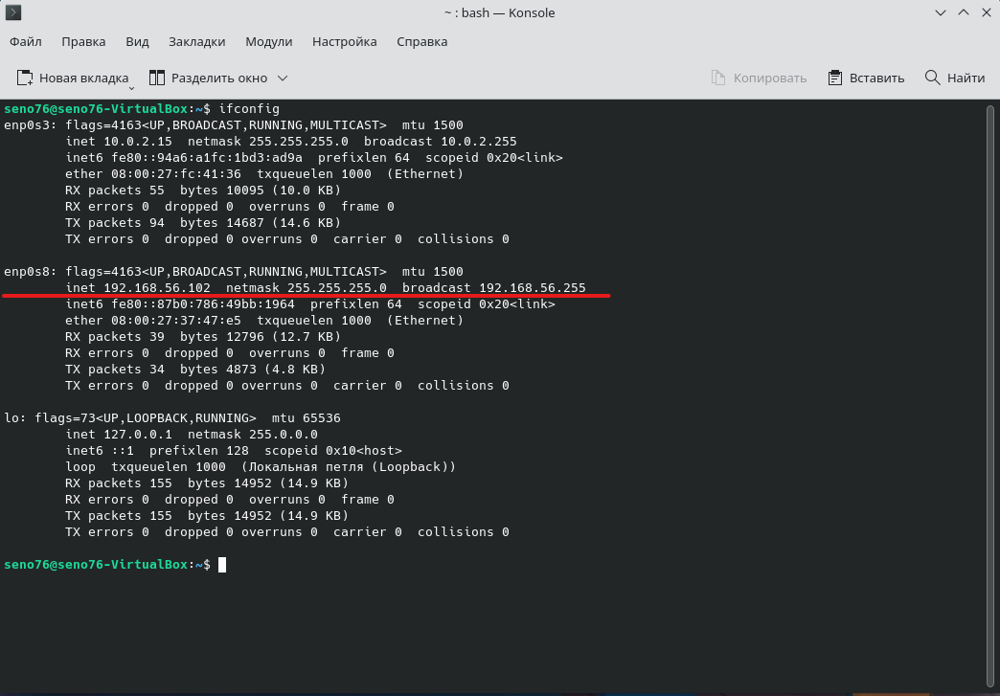 ~ : bash — Konsole
Файл Правка Вид Закладки Модули Настройка Справка
Новая вкладка Разделить окно Копировать Вставить Найти
seno76@seno76-VirtualBox:~$ ifconfig
enp0s3: flags=4163<UP,BROADCAST,RUNNING,MULTICAST>  mtu 1500
        inet 10.0.2.15  netmask 255.255.255.0  broadcast 10.0.2.255
        inet6 fe80::94a6:a1fc:1bd3:ad9a  prefixlen 64  scopeid 0x20<link>
        ether 08:00:27:fc:41:36  txqueuelen 1000  (Ethernet)
        RX packets 55  bytes 10095 (10.0 KB)
        RX errors 0  dropped 0  overruns 0  frame 0
        TX packets 94  bytes 14687 (14.6 KB)
        TX errors 0  dropped 0 overruns 0  carrier 0  collisions 0
enp0s8: flags=4163<UP,BROADCAST,RUNNING,MULTICAST>  mtu 1500
        inet 192.168.56.102  netmask 255.255.255.0  broadcast 192.168.56.255
        inet6 fe80::87b0:786:49bb:1964  prefixlen 64  scopeid 0x20<link>
        ether 08:00:27:37:47:e5  txqueuelen 1000  (Ethernet)
        RX packets 39  bytes 12796 (12.7 KB)
        RX errors 0  dropped 0  overruns 0  frame 0
        TX packets 34  bytes 4873 (4.8 KB)
        TX errors 0  dropped 0 overruns 0  carrier 0  collisions 0
lo: flags=73<UP,LOOPBACK,RUNNING>  mtu 65536
        inet 127.0.0.1  netmask 255.0.0.0
        inet6 ::1  prefixlen 128  scopeid 0x10<host>
        loop  txqueuelen 1000  (Локальная петля (Loopback))
        RX packets 155  bytes 14952 (14.9 KB)
        RX errors 0  dropped 0  overruns 0  frame 0
        TX packets 155  bytes 14952 (14.9 KB)
        TX errors 0  dropped 0 overruns 0  carrier 0  collisions 0
seno76@seno76-VirtualBox:~$